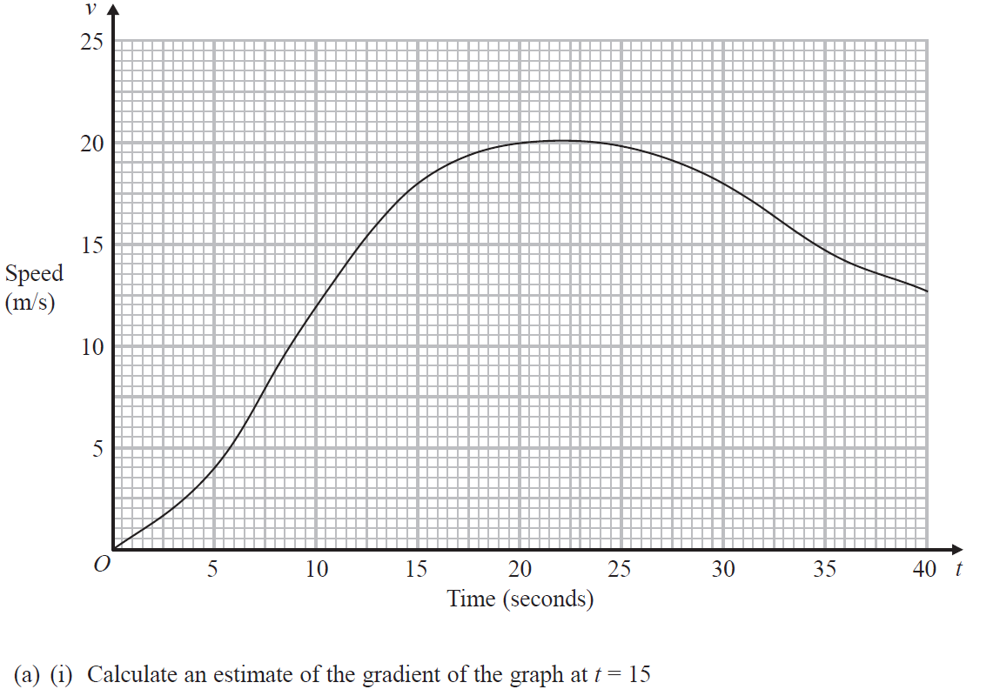 v
25
20
15
Speed
(m/s)
10
5
O
5 10 15 20 25 30 35 40 t
Time (seconds)
(a) (i) Calculate an estimate of the gradient of the graph at t = 15